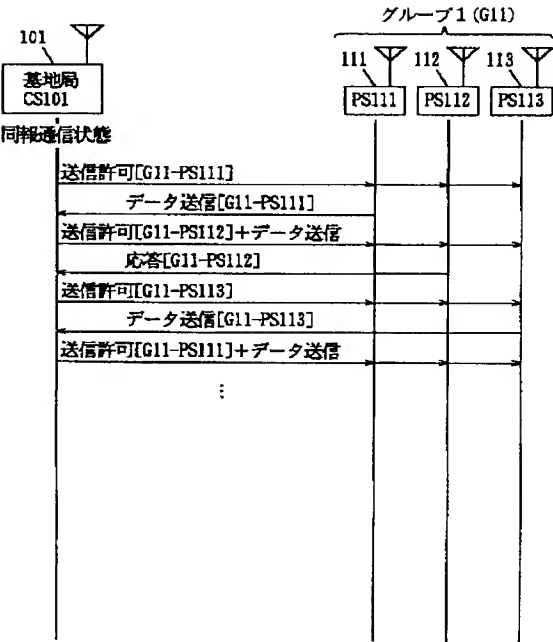 グループ1(G11)
101
111 112 113
基地局
CS101
PS111 PS112 PS113
同報通信状態
送信許可[G11-PS111]
データ送信[G11-PS111]
送信許可[G11-PS112]+データ送信
応答[G11-PS112]
送信許可[G11-PS113]
データ送信[G11-PS113]
送信許可[G11-PS111]+データ送信
⋮